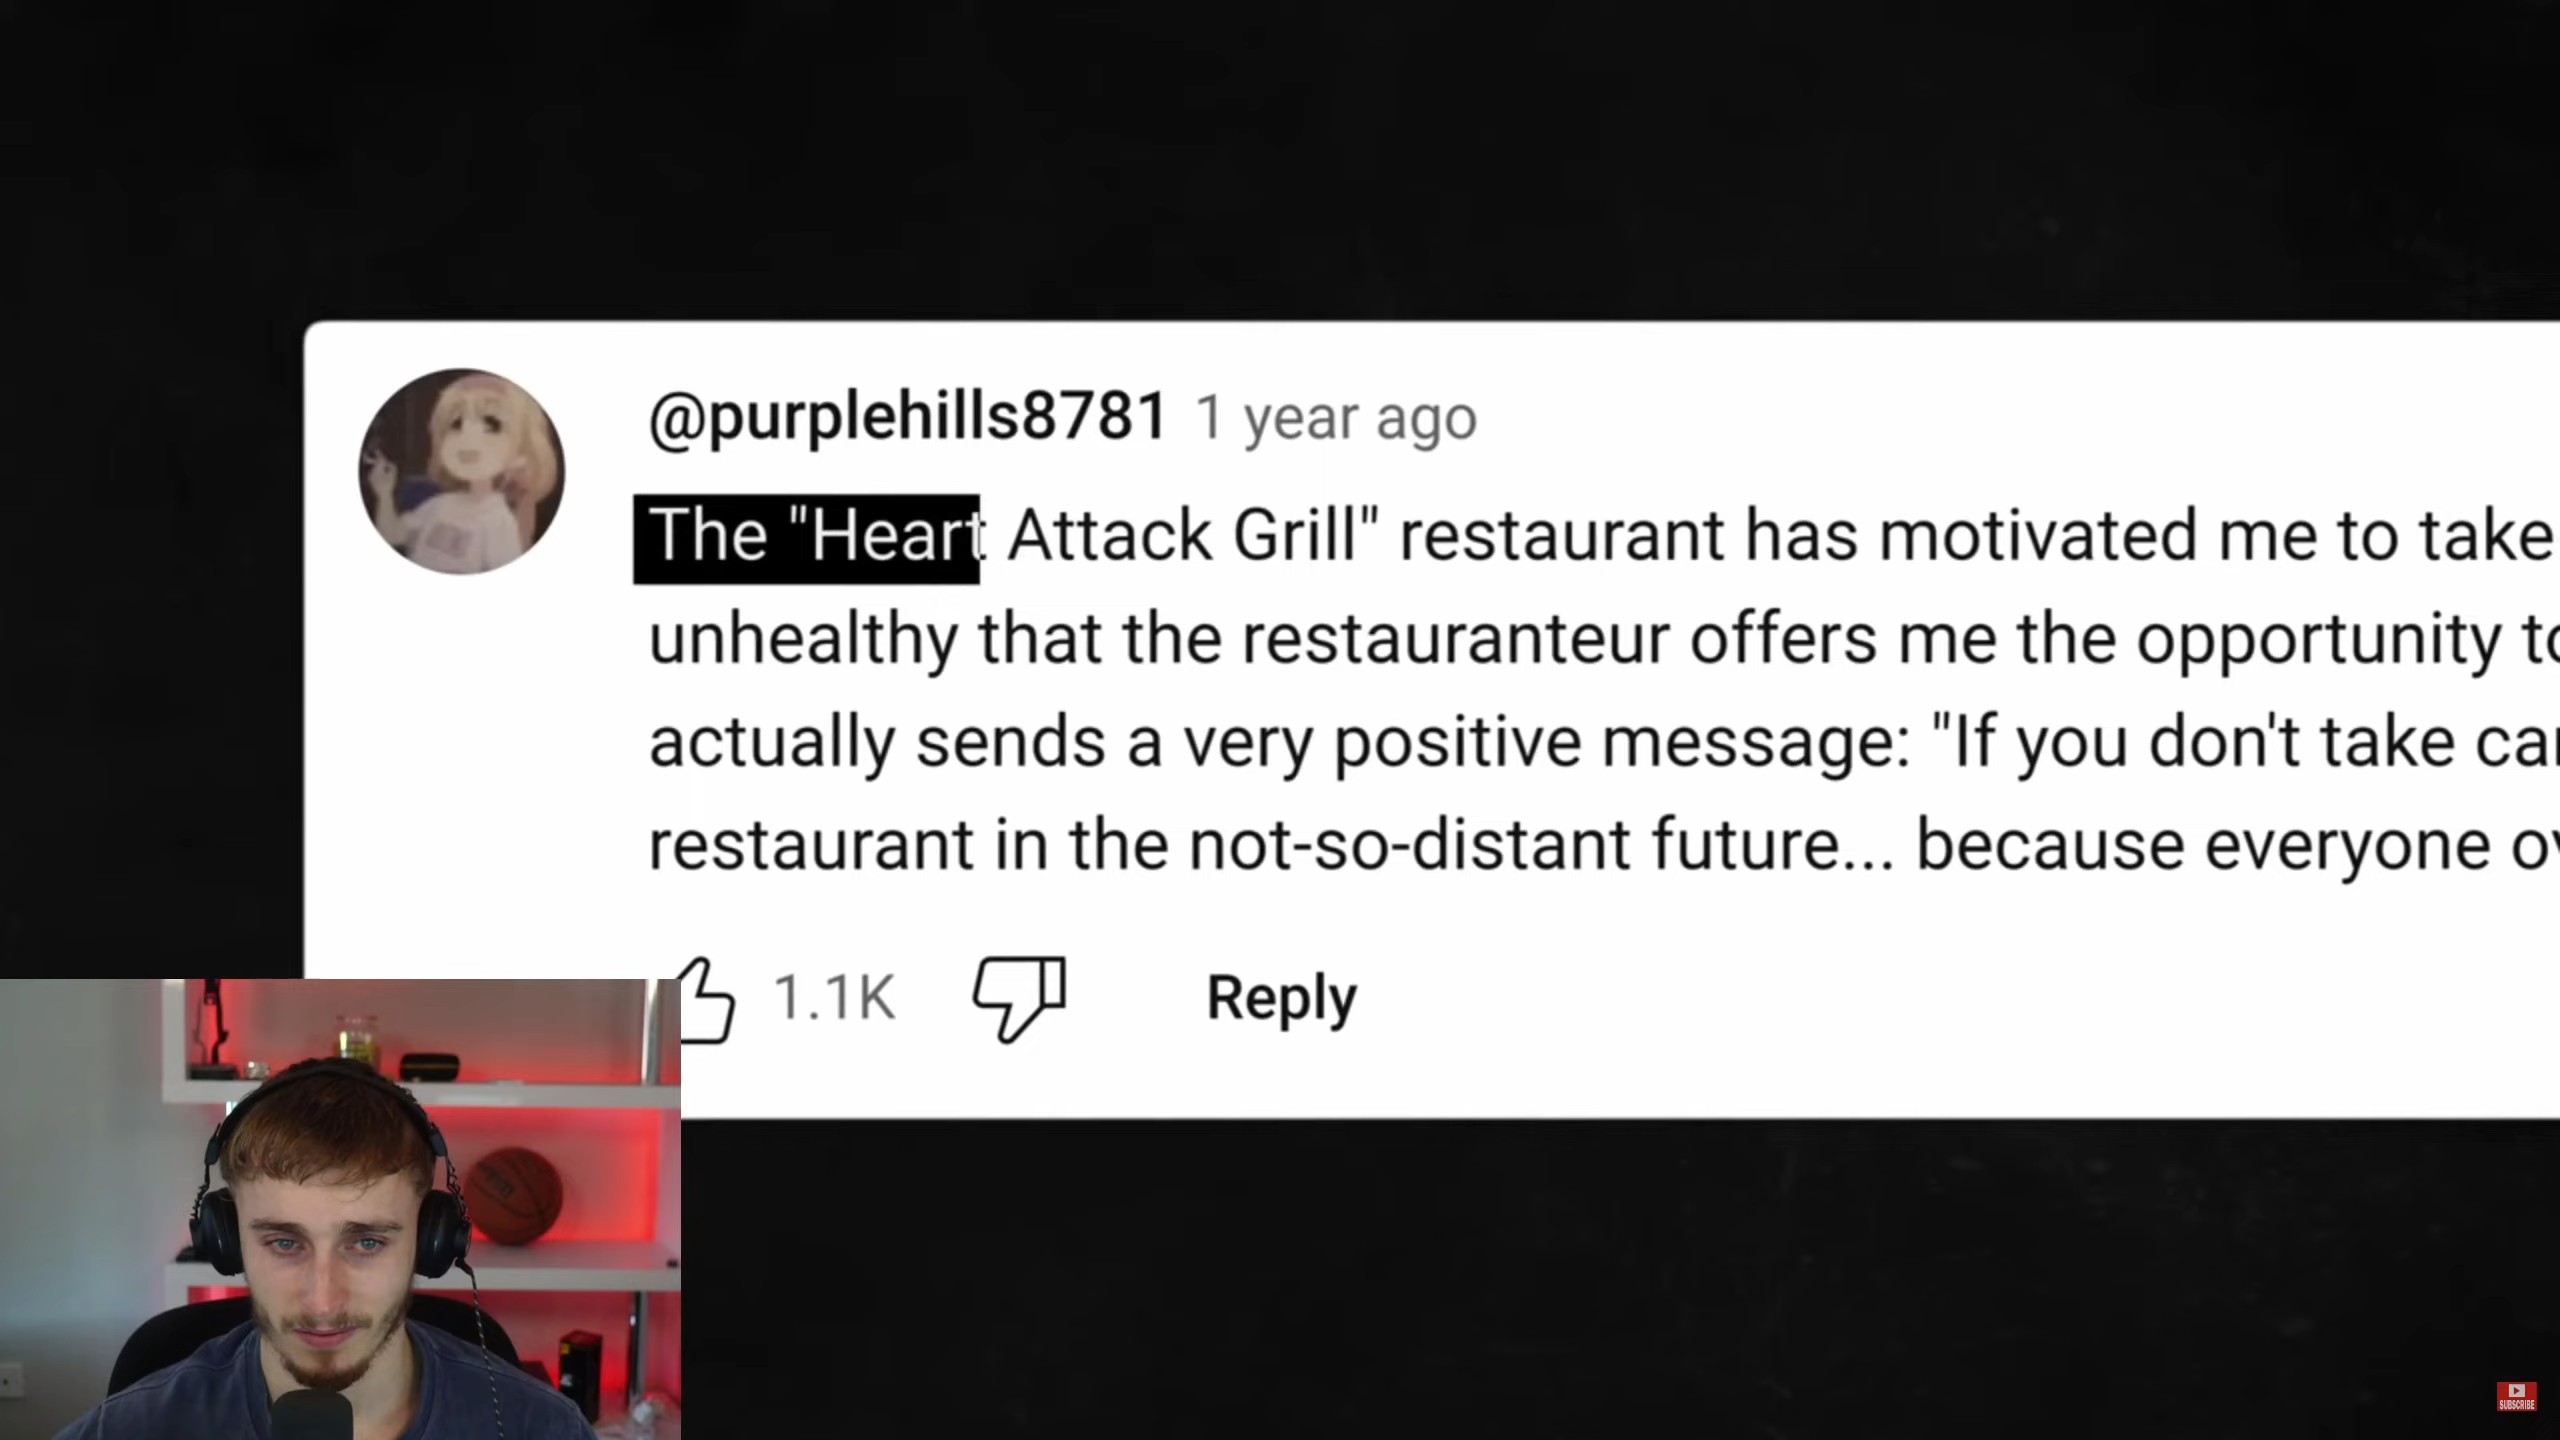 @purplehills8781 1 year ago
The "Heart Attack Grill" restaurant has motivated me to take
unhealthy that the restauranteur offers me the opportunity to
actually sends a very positive message: "If you don't take
restaurant in the not-so-distant future... because everyone
1.1K Reply
SUBSCRIBE